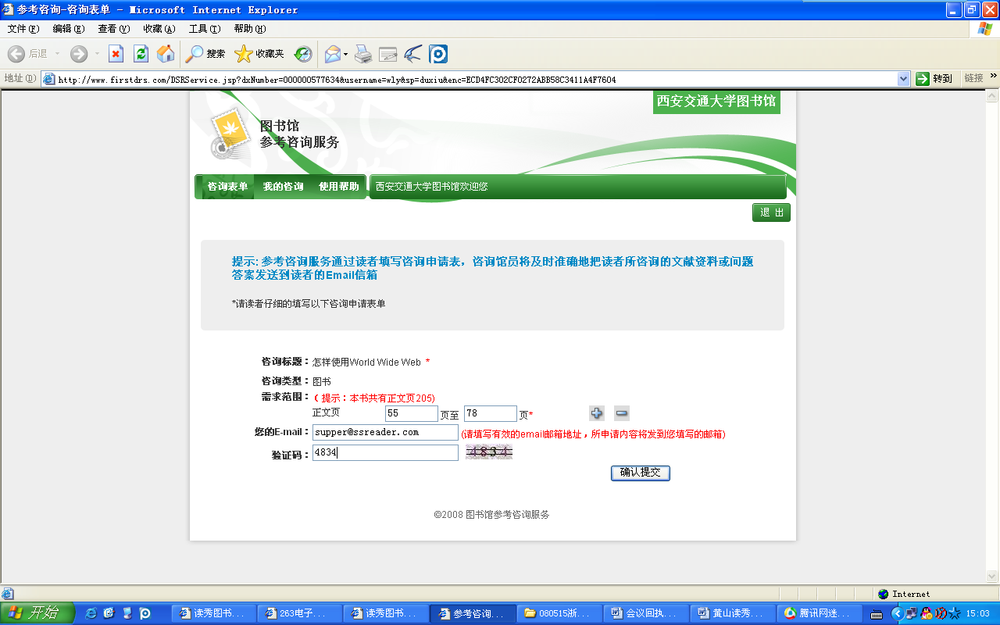 参考咨询-咨询表单 - Microsoft Internet Explorer
文件(F) 编辑(E) 查看(V) 收藏(A) 工具(T) 帮助(H)
后退 搜索 收藏夹
地址(D) http://www.firstdrs.com/DSRService.jsp?dxNumber=000000577634&username=wly&sp=duxiu&enc=ECD4FC302CF0272ABB58C3411A4F7604 转到 链接 »
西安交通大学图书馆
图书馆
参考咨询服务
咨询表单 我的咨询 使用帮助 西安交通大学图书馆欢迎您
退 出
提示: 参考咨询服务通过读者填写咨询申请表，咨询馆员将及时准确地把读者所咨询的文献资料或问题
答案发送到读者的Email信箱
*请读者仔细的填写以下咨询申请表单
咨询标题：怎样使用World Wide Web *
咨询类型：图书
需求范围：（提示：本书共有正文页205)
正文页 55 页至 78 页*
您的E-mail：supper@ssreader.com (请填写有效的email邮箱地址，所申请内容将发到您填写的邮箱)
验证码：4834 4834
确认提交
©2008 图书馆参考咨询服务
Internet
开始 读秀图书... 263电子... 读秀图书... 参考咨询... 080515浙... 会议回执... 黄山读秀... 腾讯网迷... 15:03